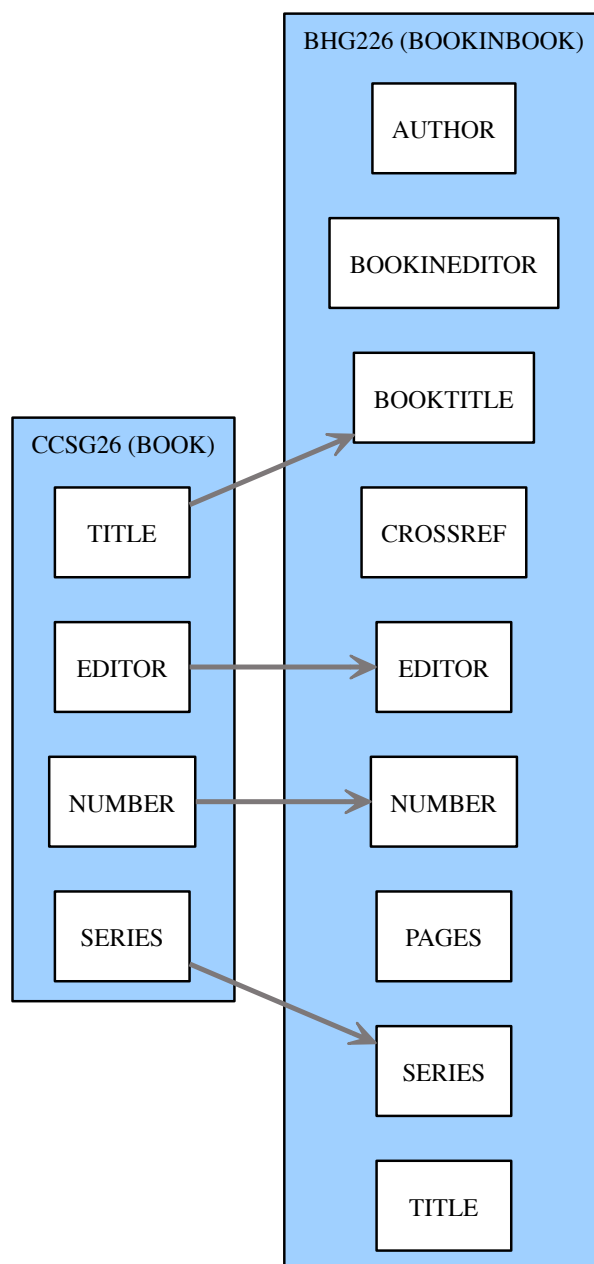 CCSG26 (BOOK)
TITLE
EDITOR
NUMBER
SERIES
BHG226 (BOOKINBOOK)
AUTHOR
BOOKINEDITOR
BOOKTITLE
CROSSREF
EDITOR
NUMBER
PAGES
SERIES
TITLE